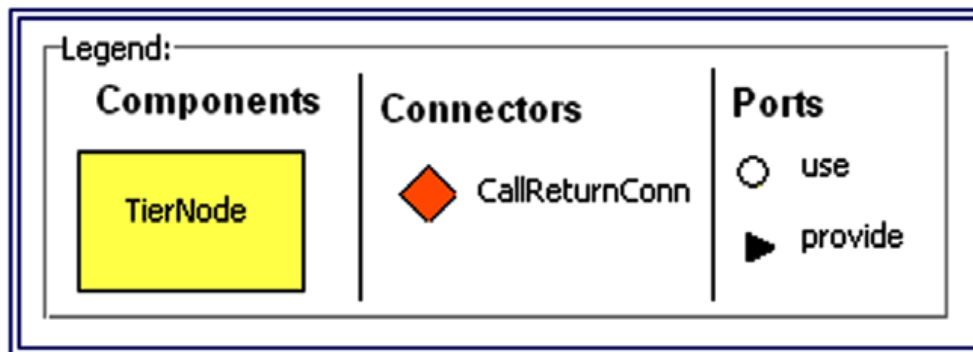 Legend:
Components
TierNode
Connectors
CallReturnConn
Ports
use
provide